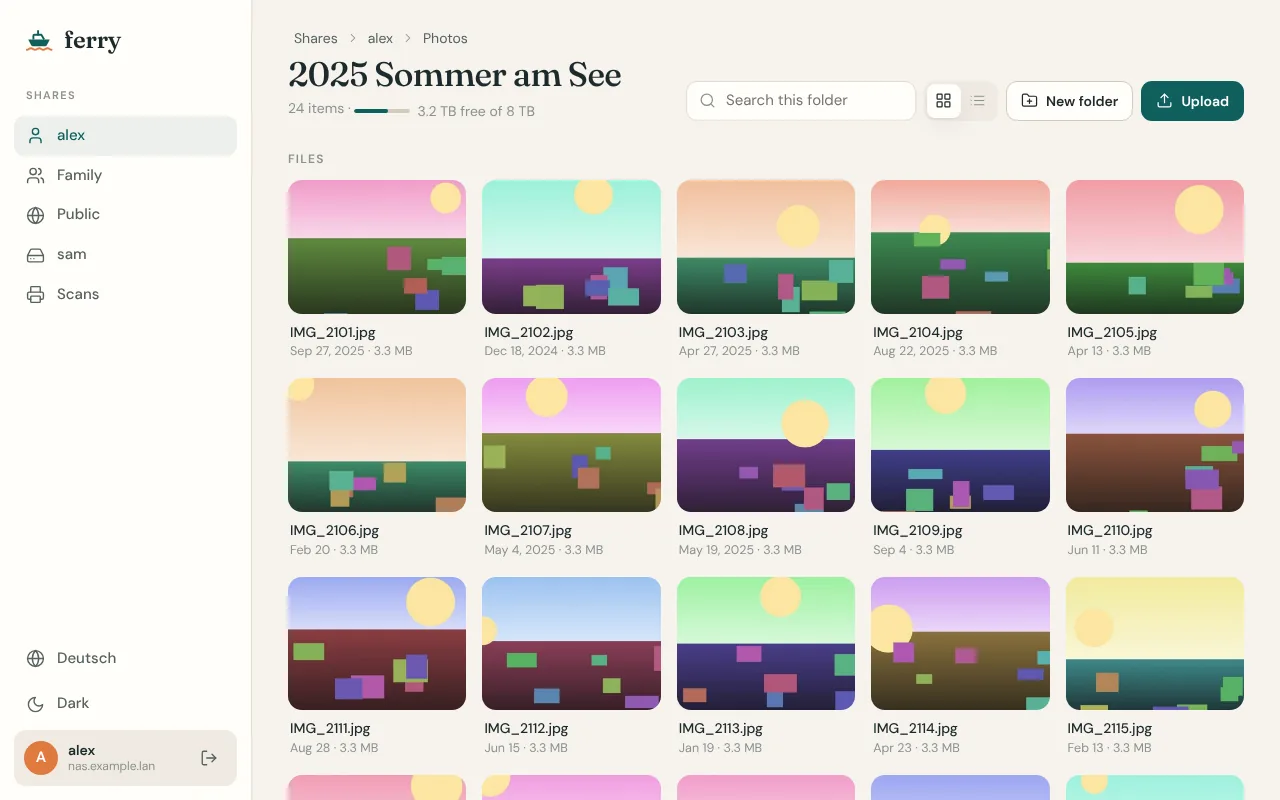 ferry
SHARES
alex
Family
Public
sam
Scans
Deutsch
Dark
A
alex
nas.example.lan
Shares > alex > Photos
2025 Sommer am See
24 items · 3.2 TB free of 8 TB
Search this folder
New folder
Upload
FILES
IMG_2101.jpg
Sep 27, 2025 · 3.3 MB
IMG_2102.jpg
Dec 18, 2024 · 3.3 MB
IMG_2103.jpg
Apr 27, 2025 · 3.3 MB
IMG_2104.jpg
Aug 22, 2025 · 3.3 MB
IMG_2105.jpg
Apr 13 · 3.3 MB
IMG_2106.jpg
Feb 20 · 3.3 MB
IMG_2107.jpg
May 4, 2025 · 3.3 MB
IMG_2108.jpg
May 19, 2025 · 3.3 MB
IMG_2109.jpg
Sep 4 · 3.3 MB
IMG_2110.jpg
Jun 11 · 3.3 MB
IMG_2111.jpg
Aug 28 · 3.3 MB
IMG_2112.jpg
Jun 15 · 3.3 MB
IMG_2113.jpg
Jan 19 · 3.3 MB
IMG_2114.jpg
Apr 23 · 3.3 MB
IMG_2115.jpg
Feb 13 · 3.3 MB